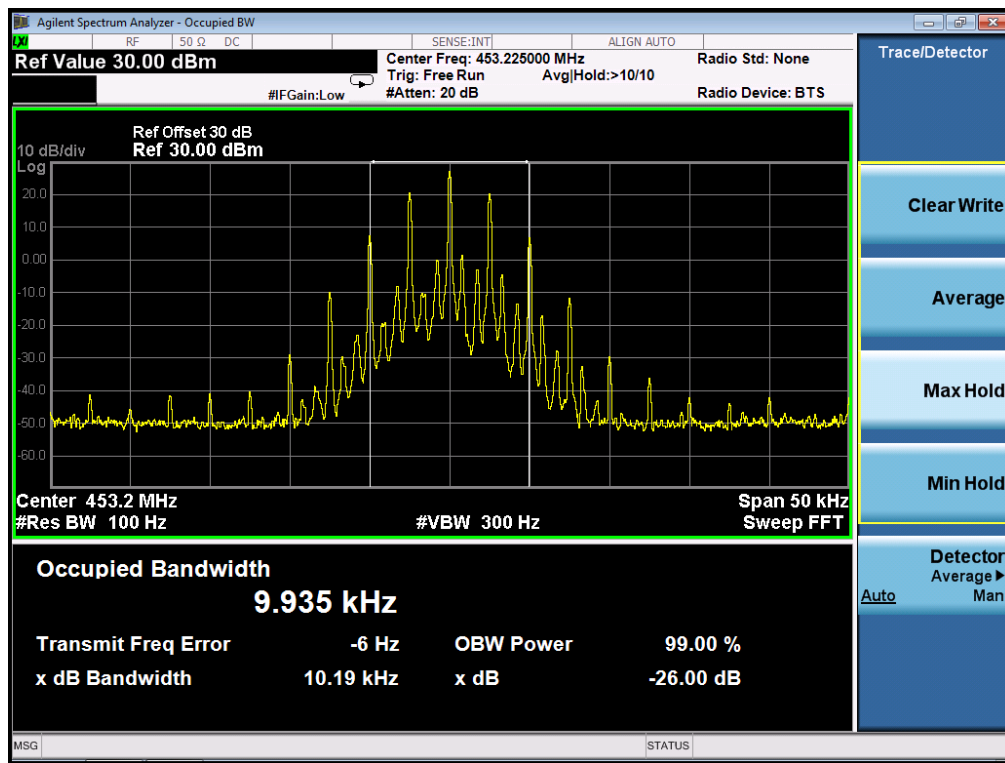 Agilent Spectrum Analyzer - Occupied BW
LXI RF 50 Ω DC SENSE:INT ALIGN AUTO
Ref Value 30.00 dBm
Center Freq: 453.225000 MHz
Radio Std: None
Trig: Free Run Avg|Hold:>10/10
#IFGain:Low
#Atten: 20 dB
Radio Device: BTS
Trace/Detector
Ref Offset 30 dB
10 dB/div Ref 30.00 dBm
Log
20.0
10.0
0.00
-10.0
-20.0
-30.0
-40.0
-50.0
-60.0
Center 453.2 MHz Span 50 kHz
#Res BW 100 Hz #VBW 300 Hz Sweep FFT
Occupied Bandwidth
9.935 kHz
Transmit Freq Error -6 Hz OBW Power 99.00 %
x dB Bandwidth 10.19 kHz x dB -26.00 dB
Clear Write
Average
Max Hold
Min Hold
Detector
Average▶
Auto Man
MSG STATUS